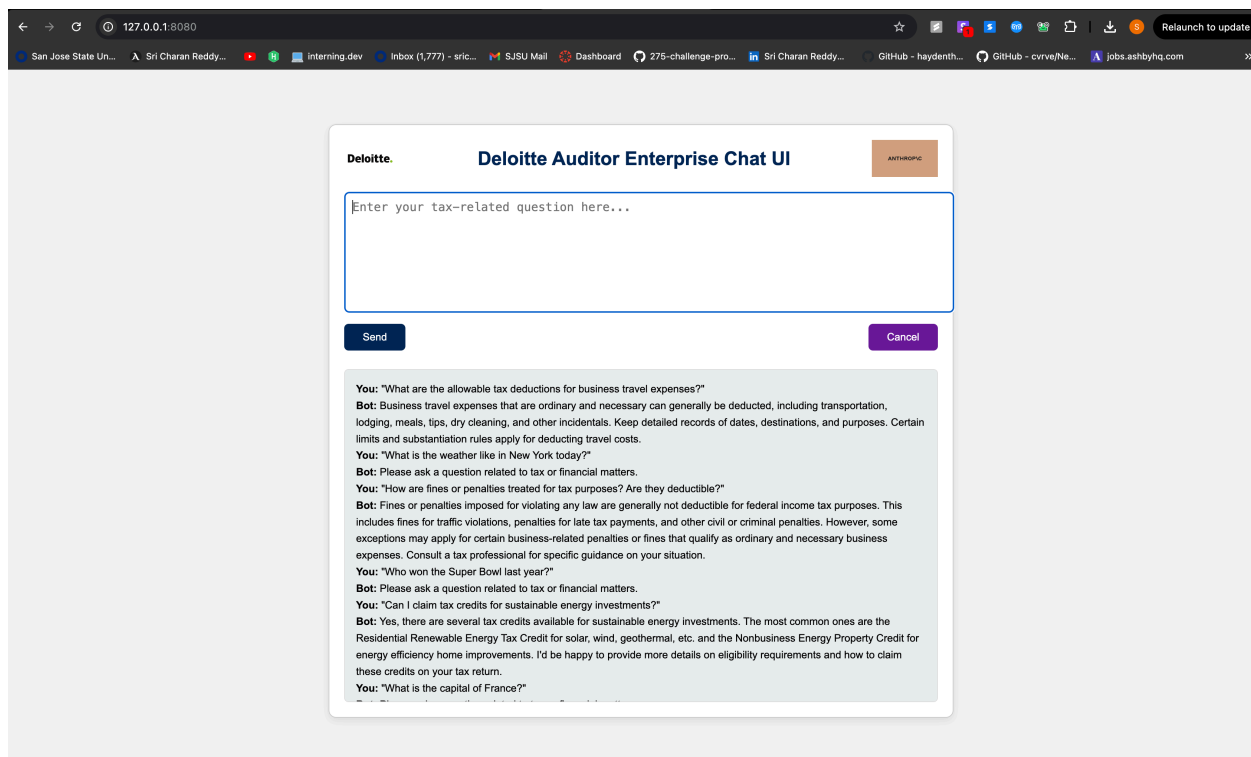 127.0.0.1:8080
Relaunch to update
San Jose State Un...
Sri Charan Reddy...
interning.dev
Inbox (1,777) - sric...
SJSU Mail
Dashboard
275-challenge-pro...
Sri Charan Reddy...
GitHub - haydenth...
GitHub - cvrve/Ne...
jobs.ashbyhq.com
Deloitte.
Deloitte Auditor Enterprise Chat UI
ANTHROP\C
Enter your tax-related question here...
Send
Cancel
You: "What are the allowable tax deductions for business travel expenses?"
Bot: Business travel expenses that are ordinary and necessary can generally be deducted, including transportation,
lodging, meals, tips, dry cleaning, and other incidentals. Keep detailed records of dates, destinations, and purposes. Certain
limits and substantiation rules apply for deducting travel costs.
You: "What is the weather like in New York today?"
Bot: Please ask a question related to tax or financial matters.
You: "How are fines or penalties treated for tax purposes? Are they deductible?"
Bot: Fines or penalties imposed for violating any law are generally not deductible for federal income tax purposes. This
includes fines for traffic violations, penalties for late tax payments, and other civil or criminal penalties. However, some
exceptions may apply for certain business-related penalties or fines that qualify as ordinary and necessary business
expenses. Consult a tax professional for specific guidance on your situation.
You: "Who won the Super Bowl last year?"
Bot: Please ask a question related to tax or financial matters.
You: "Can I claim tax credits for sustainable energy investments?"
Bot: Yes, there are several tax credits available for sustainable energy investments. The most common ones are the
Residential Renewable Energy Tax Credit for solar, wind, geothermal, etc. and the Nonbusiness Energy Property Credit for
energy efficiency home improvements. I'd be happy to provide more details on eligibility requirements and how to claim
these credits on your tax return.
You: "What is the capital of France?"